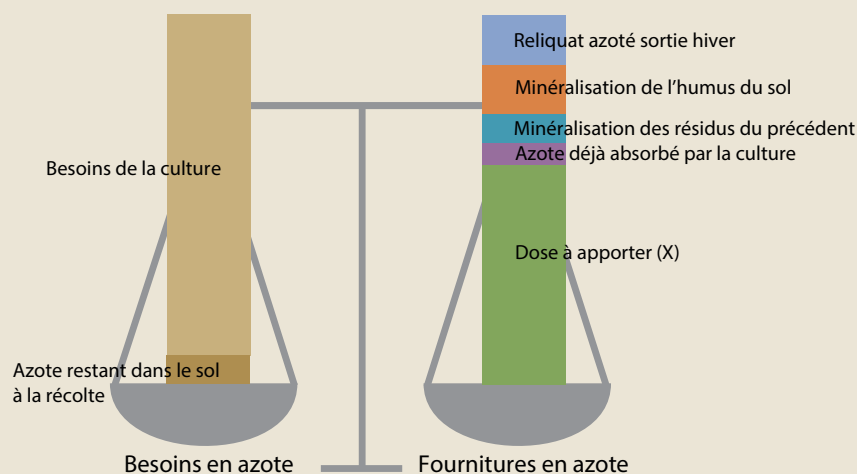 Reliquat azoté sortie hiver
Minéralisation de l’humus du sol
Minéralisation des résidus du précédent
Azote déjà absorbé par la culture
Besoins de la culture
Dose à apporter (X)
Azote restant dans le sol
à la récolte
Besoins en azote
Fournitures en azote